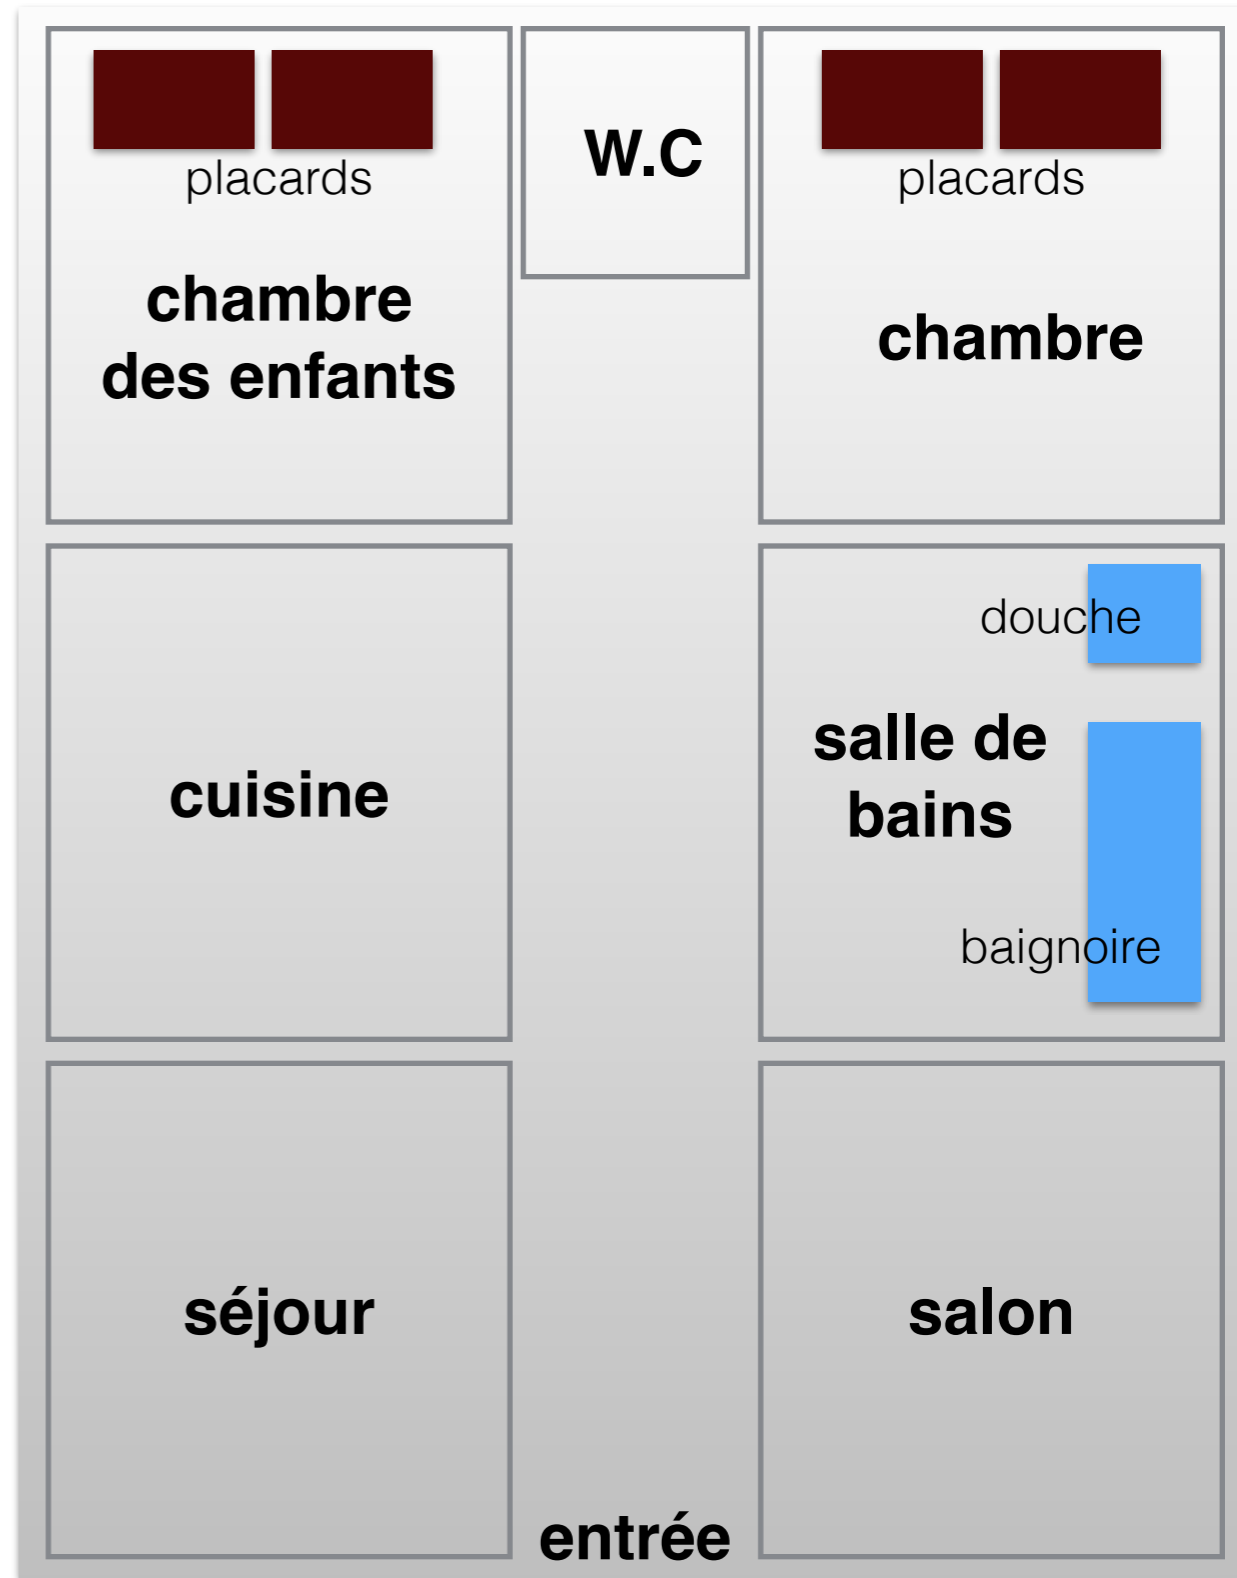 placards
chambre
des enfants
W.C
placards
chambre
cuisine
douche
salle de
bains
baignoire
séjour
salon
entrée